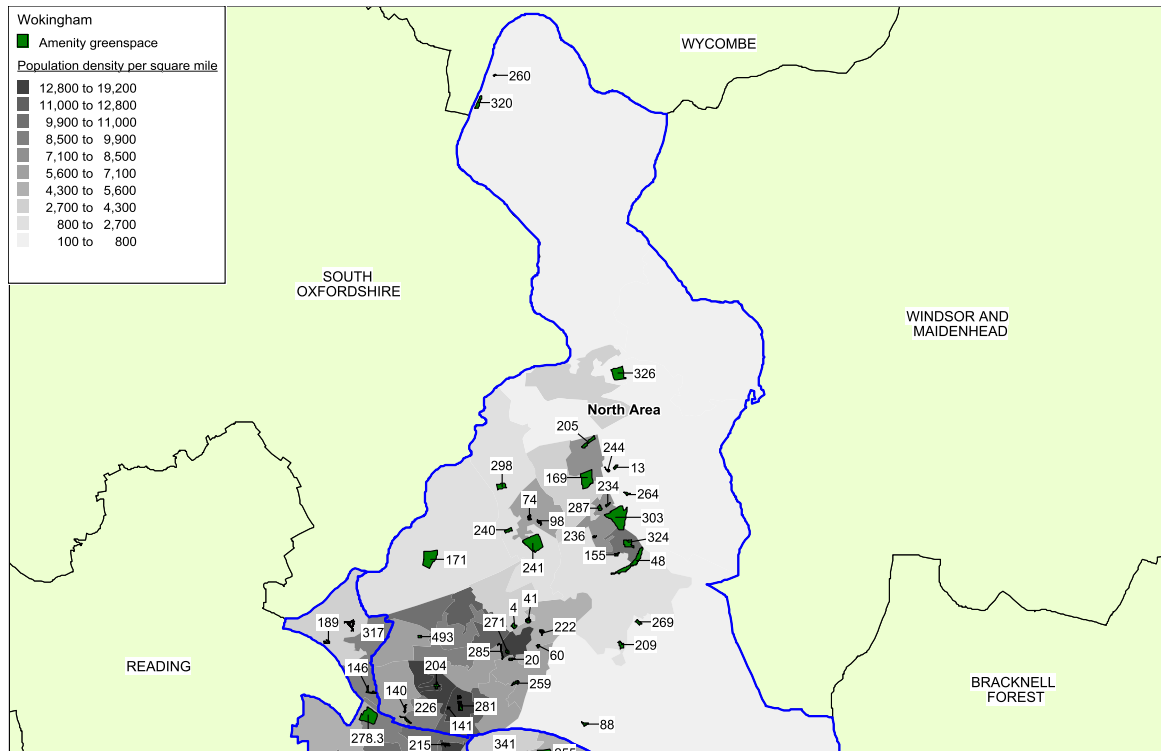 Wokingham
Amenity greenspace
Population density per square mile
12,800 to 19,200
11,000 to 12,800
9,900 to 11,000
8,500 to 9,900
7,100 to 8,500
5,600 to 7,100
4,300 to 5,600
2,700 to 4,300
800 to 2,700
100 to 800
WYCOMBE
260
320
SOUTH
OXFORDSHIRE
WINDSOR AND
MAIDENHEAD
326
North Area
205
244
298
169
13
234
74
264
287
98
303
240
236
324
171
155
48
241
41
4
189
317
271
222
269
493
285
60
209
20
READING
146
204
140
259
BRACKNELL
FOREST
226
281
141
88
278.3
215
341